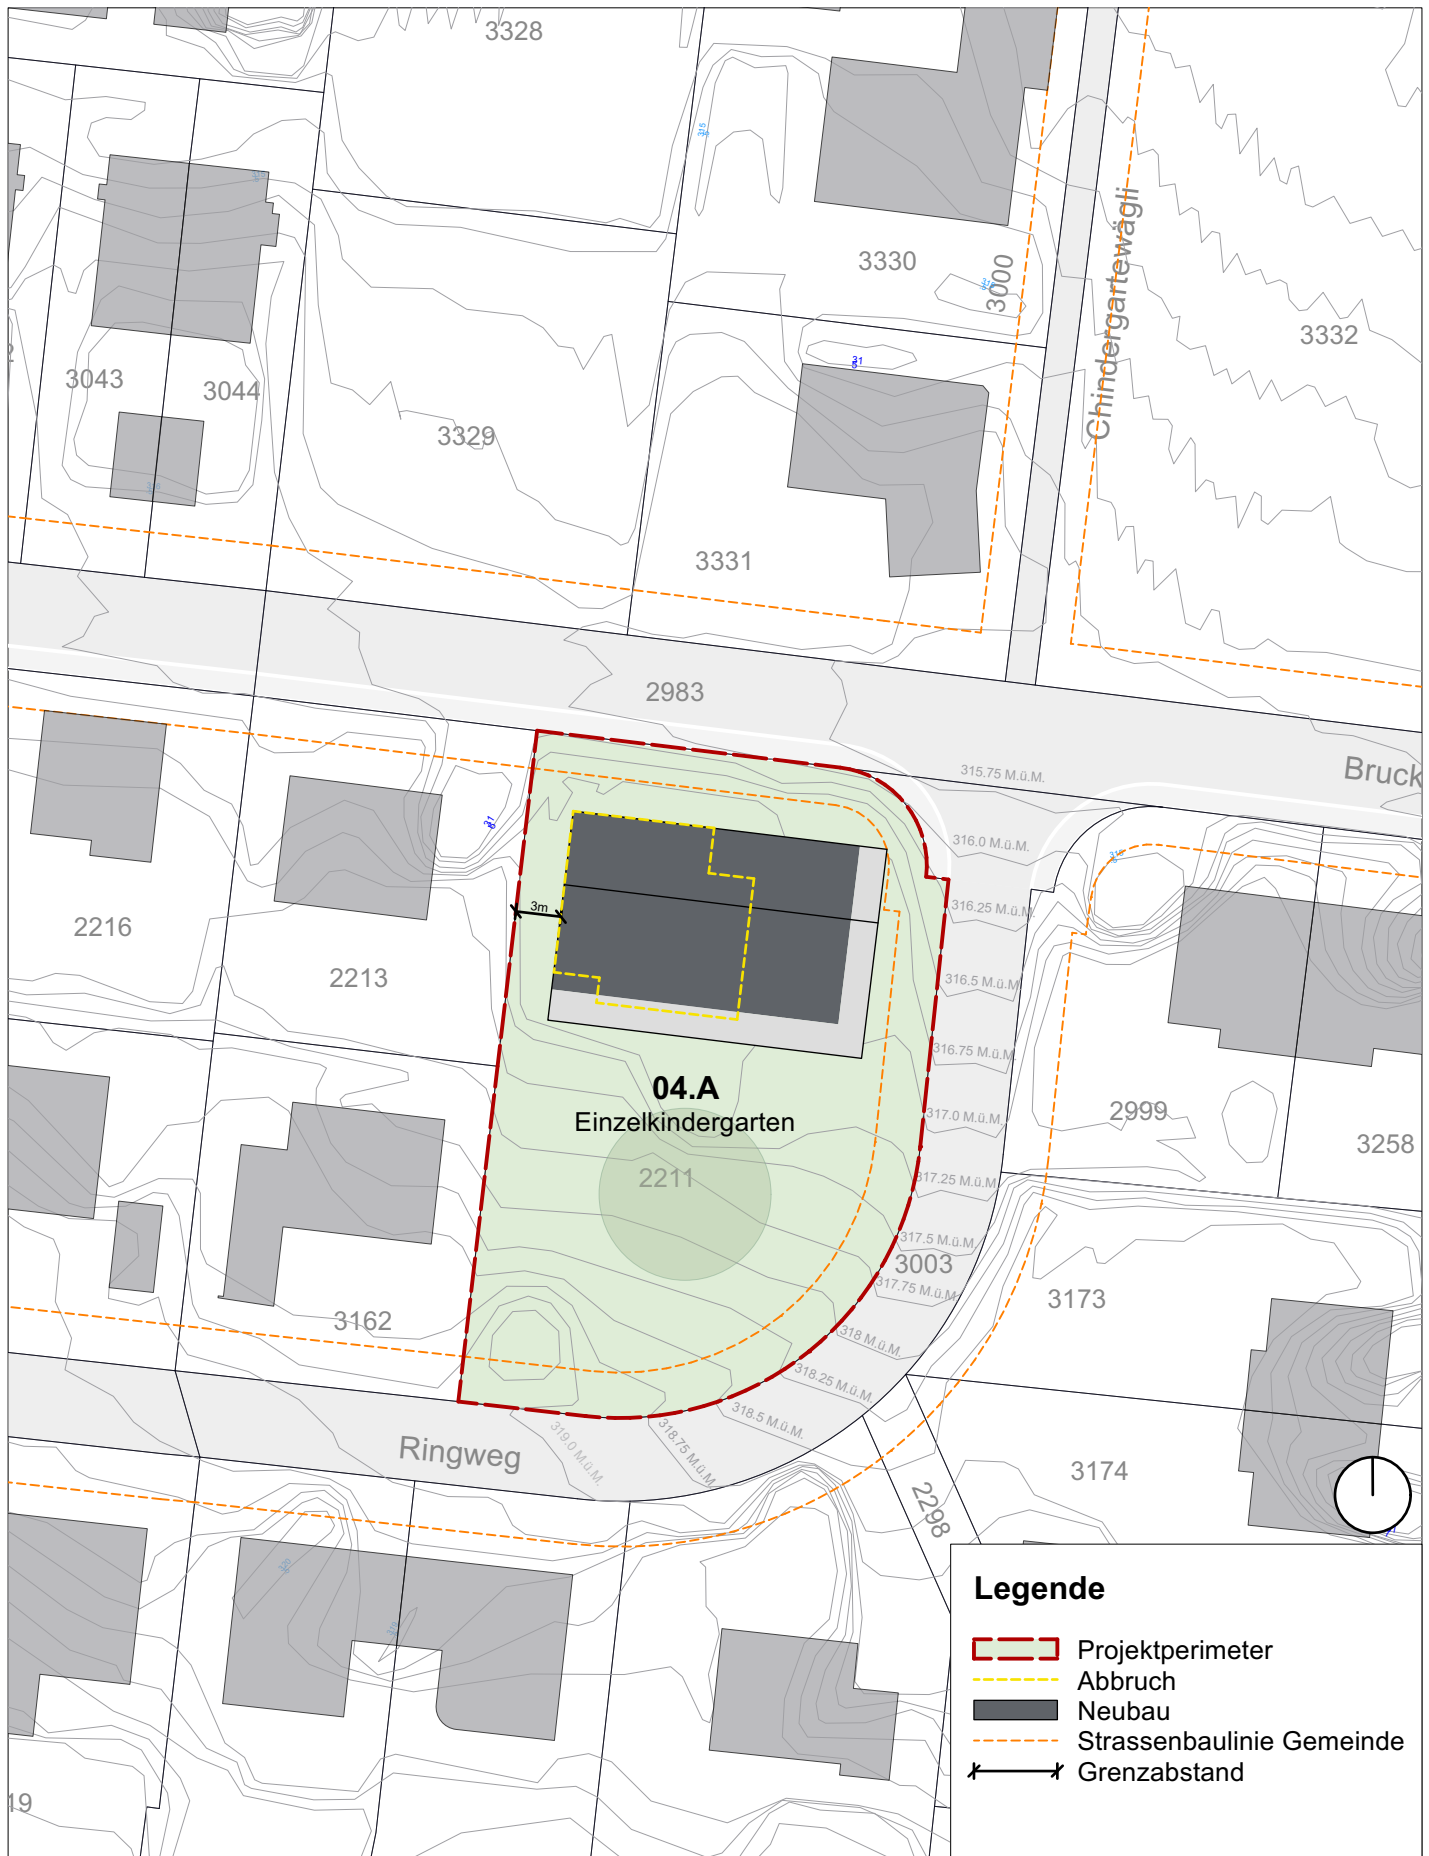 3328
3330
3000
Chindergartewägli
3332
3043
3044
3329
3331
2983
315.75 M.ü.M.
Bruck
316.0 M.ü.M.
316.25 M.ü.M.
3m
2216
2213
316.5 M.ü.M.
316.75 M.ü.M.
04.A
Einzelkindergarten
317.0 M.ü.M.
2999
3258
2211
317.25 M.ü.M.
317.5 M.ü.M.
3003
317.75 M.ü.M.
3173
3162
318 M.ü.M.
318.25 M.ü.M.
318.5 M.ü.M.
318.75 M.ü.M.
319.0 M.ü.M.
Ringweg
3174
2298
Legende
Projektperimeter
Abbruch
Neubau
Strassenbaulinie Gemeinde
Grenzabstand